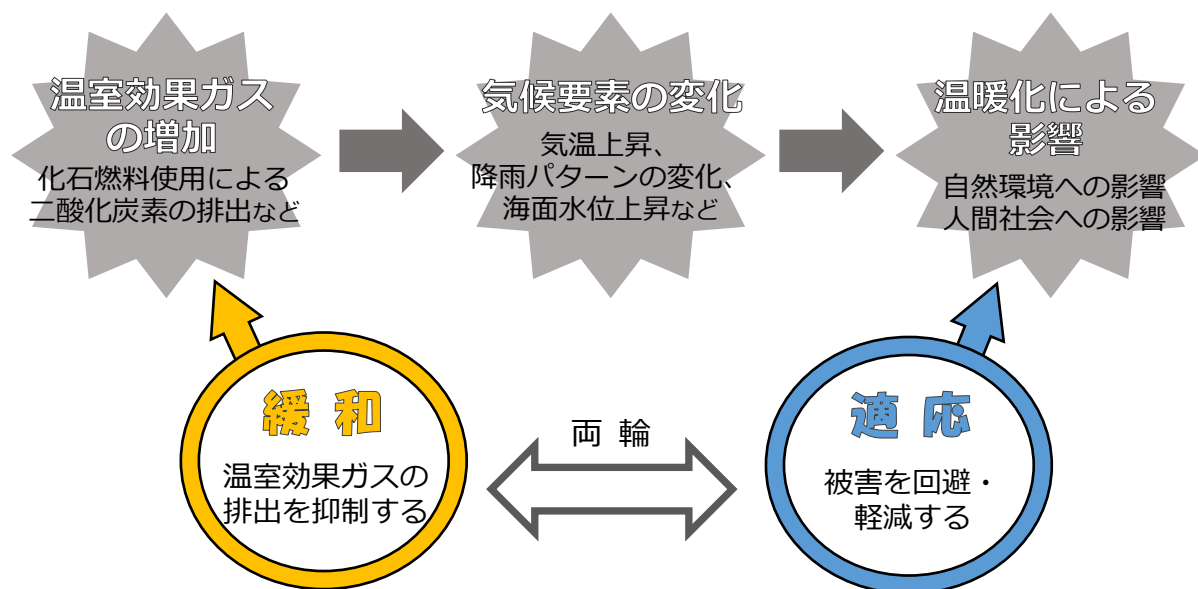 温室効果ガス
の増加
化石燃料使用による
二酸化炭素の排出など
気候要素の変化
気温上昇、
降雨パターンの変化、
海面水位上昇など
温暖化による
影響
自然環境への影響
人間社会への影響
緩和
温室効果ガスの
排出を抑制する
両輪
適応
被害を回避・
軽減する